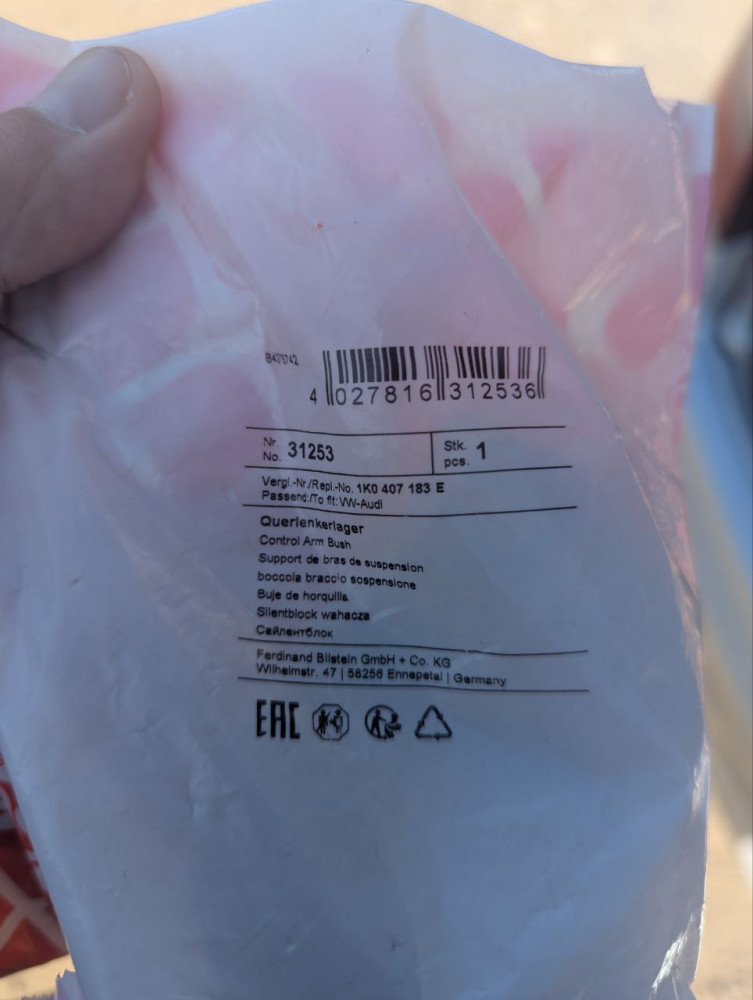 B435742
4 027816 312536
Nr. No. 31253 Stk. pcs. 1
Vergl.-Nr./Repl.-No. 1K0 407 183 E
Passend:/To fit: VW-Audi
Querlenkerlager
Control Arm Bush
Support de bras de suspension
boccola braccio sospensione
Buje de horquilla
Silentblock wahacza
Сайлентблок
Ferdinand Bilstein GmbH + Co. KG
Wilhelmstr. 47 | 58256 Ennepetal | Germany
EAC